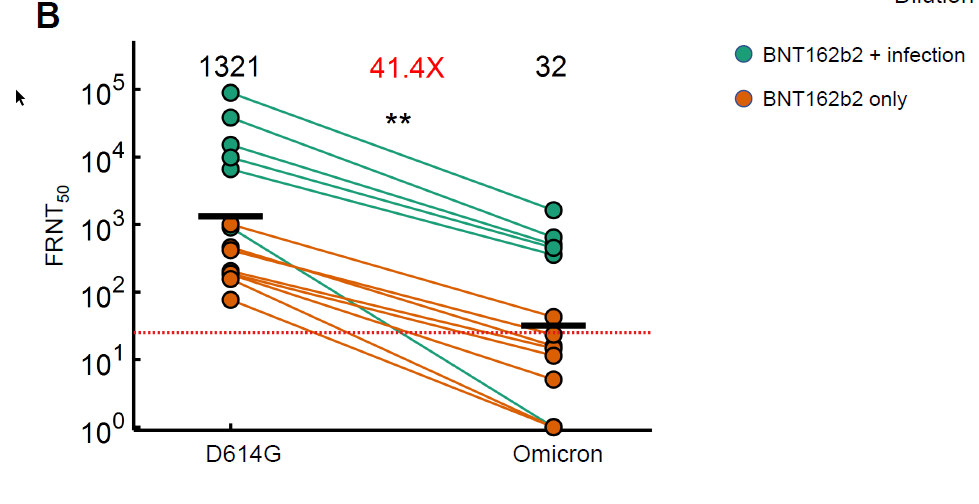 B
1321 41.4X 32
**
BNT162b2 + infection
BNT162b2 only
FRNT50
10^5
10^4
10^3
10^2
10^1
10^0
D614G Omicron